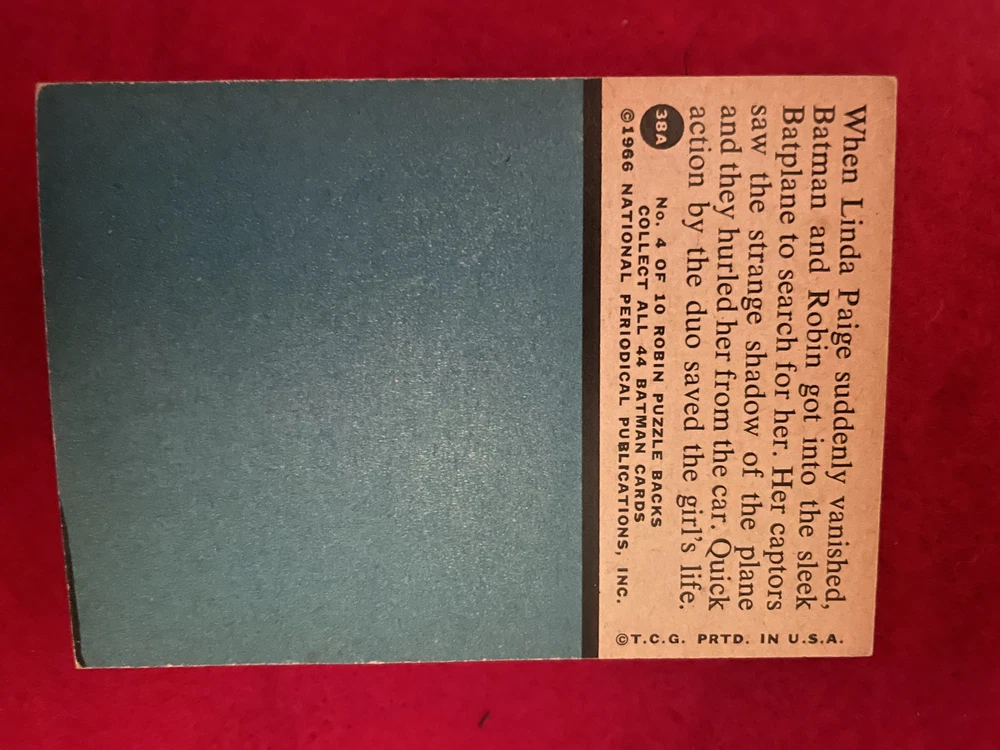 When Linda Paige suddenly vanished,
Batman and Robin got into the sleek
Batplane to search for her. Her captors
saw the strange shadow of the plane
and they hurled her from the car. Quick
action by the duo saved the girl's life.
38A
No. 4 OF 10 ROBIN PUZZLE BACKS
COLLECT ALL 44 BATMAN CARDS
©1966 NATIONAL PERIODICAL PUBLICATIONS, INC.
©T.C.G. PRTD. IN U.S.A.